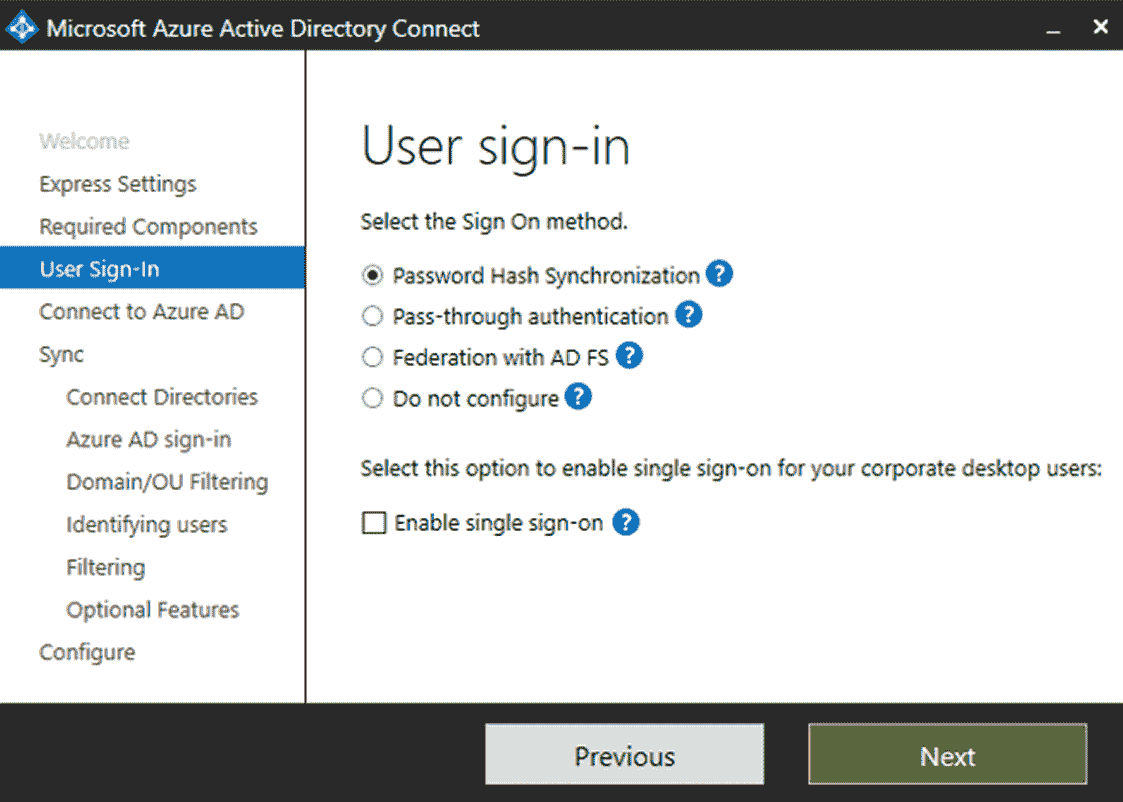 Microsoft Azure Active Directory Connect
Welcome
Express Settings
Required Components
User Sign-In
Connect to Azure AD
Sync
Connect Directories
Azure AD sign-in
Domain/OU Filtering
Identifying users
Filtering
Optional Features
Configure
User sign-in
Select the Sign On method.
Password Hash Synchronization ?
Pass-through authentication ?
Federation with AD FS ?
Do not configure ?
Select this option to enable single sign-on for your corporate desktop users:
Enable single sign-on ?
Previous
Next